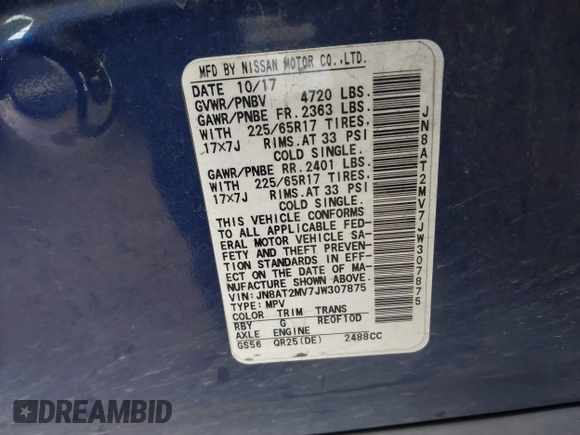 MFD BY NISSAN MOTOR CO.,LTD.
DATE 10/17
GVWR/PNBV 4720 LBS.
GAWR/PNBE FR. 2363 LBS.
WITH 225/65R17 TIRES,
17X7J RIMS. AT 33 PSI
COLD SINGLE.
GAWR/PNBE RR. 2401 LBS.
WITH 225/65R17 TIRES,
17X7J RIMS. AT 33 PSI
COLD SINGLE.
THIS VEHICLE CONFORMS
TO ALL APPLICABLE FED-
ERAL MOTOR VEHICLE SA-
FETY AND THEFT PREVEN-
TION STANDARDS IN EFF-
ECT ON THE DATE OF MA-
NUFACTURE SHOWN ABOVE.
VIN: JN8AT2MV7JW307875
TYPE: MPV
COLOR TRIM TRANS
RBY G RE0F10D
AXLE ENGINE
GS56 QR25(DE) 2488CC
JN8AT2MV7JW307875
DREAMBID